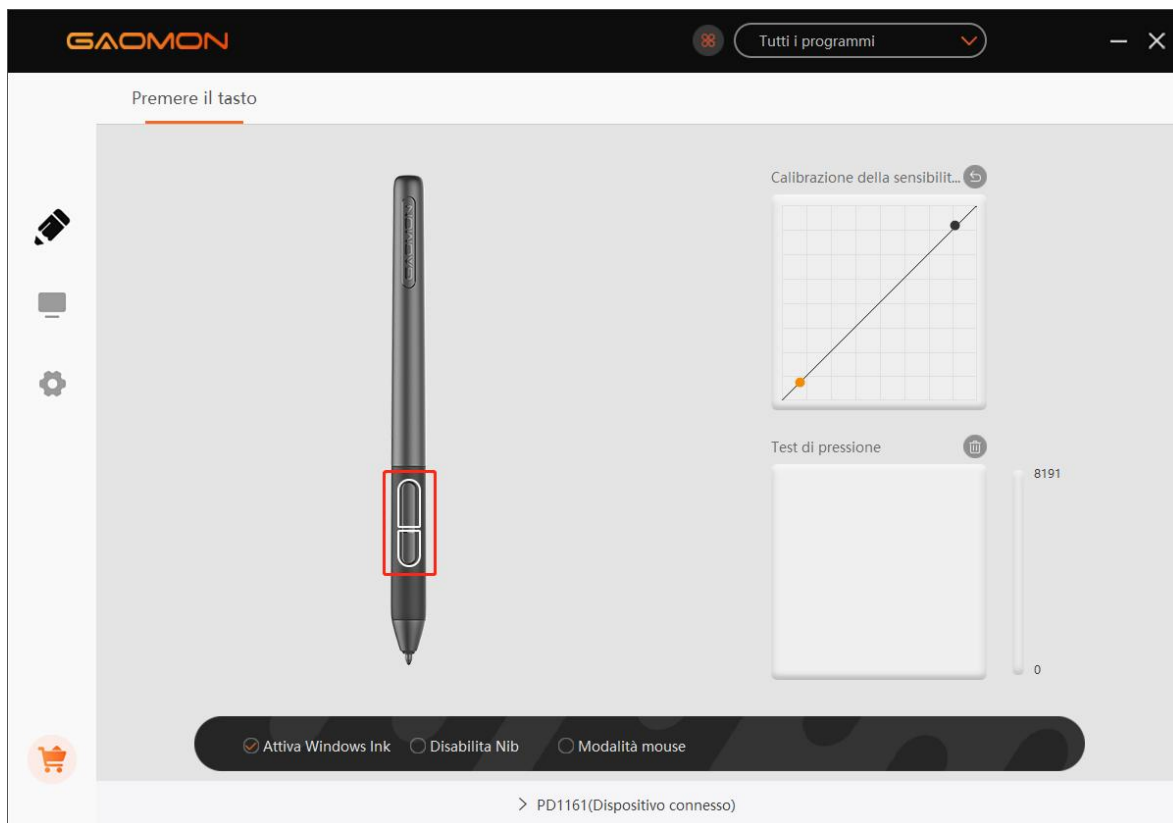 GAOMON
Tutti i programmi
Premere il tasto
GAOMON
Calibrazione della sensibilit...
Test di pressione
8191
0
Attiva Windows Ink
Disabilita Nib
Modalità mouse
PD1161(Dispositivo connesso)